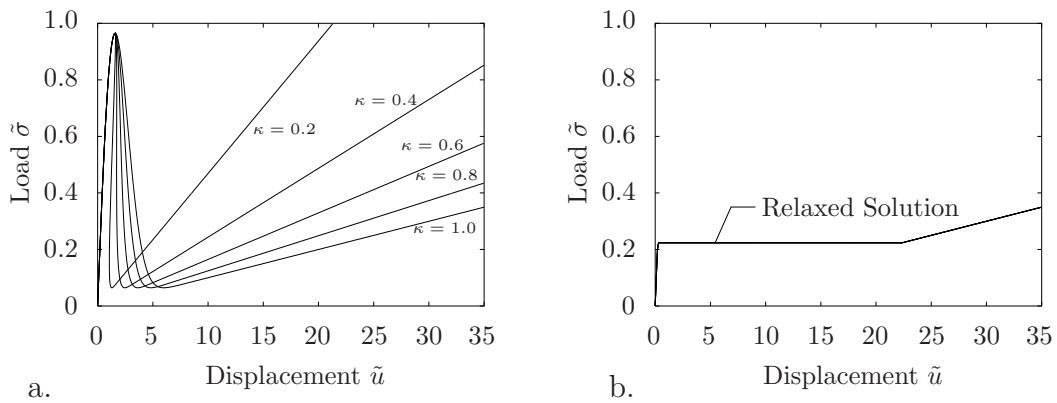 1.0
0.8
0.6
0.4
0.2
0
0 5 10 15 20 25 30 35
Load σ̃
Displacement ũ
κ = 0.2
κ = 0.4
κ = 0.6
κ = 0.8
κ = 1.0
a.
1.0
0.8
0.6
0.4
0.2
0
0 5 10 15 20 25 30 35
Load σ̃
Displacement ũ
Relaxed Solution
b.